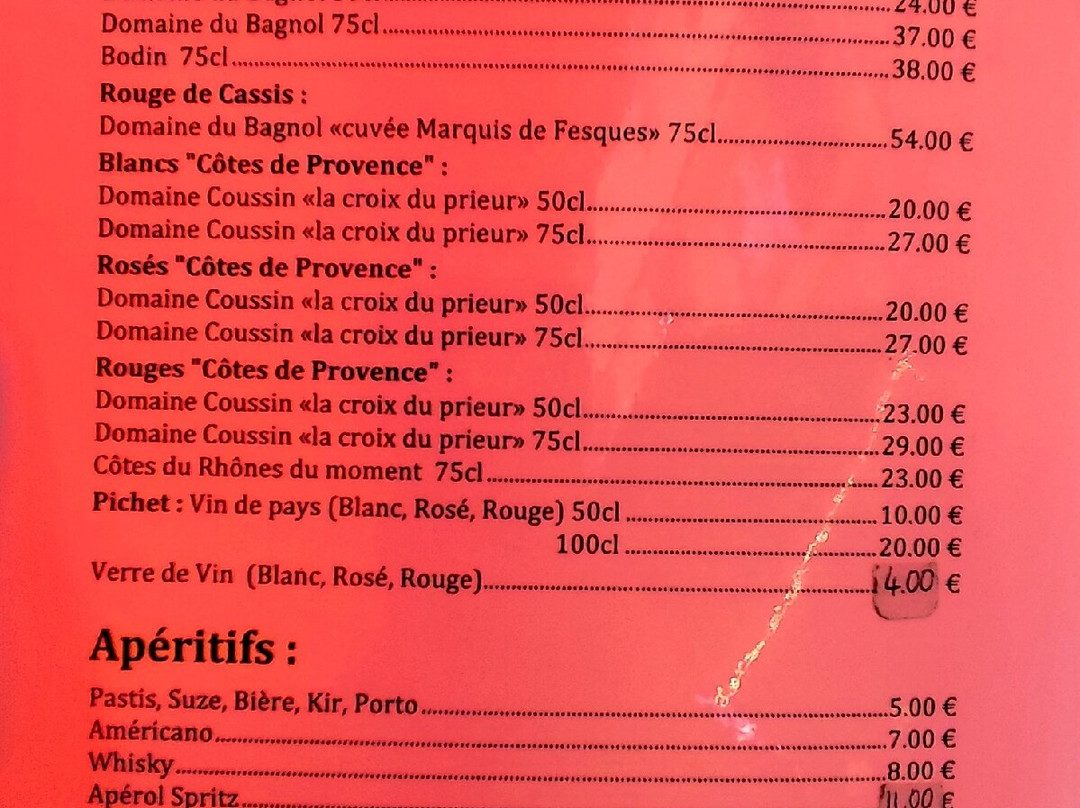 24.00 €
Domaine du Bagnol 75cl 37.00 €
Bodin 75cl 38.00 €
Rouge de Cassis :
Domaine du Bagnol «cuvée Marquis de Fesques» 75cl 54.00 €
Blancs "Côtes de Provence" :
Domaine Coussin «la croix du prieur» 50cl 20.00 €
Domaine Coussin «la croix du prieur» 75cl 27.00 €
Rosés "Côtes de Provence" :
Domaine Coussin «la croix du prieur» 50cl 20.00 €
Domaine Coussin «la croix du prieur» 75cl 27.00 €
Rouges "Côtes de Provence" :
Domaine Coussin «la croix du prieur» 50cl 23.00 €
Domaine Coussin «la croix du prieur» 75cl 29.00 €
Côtes du Rhônes du moment 75cl 23.00 €
Pichet : Vin de pays (Blanc, Rosé, Rouge) 50cl 10.00 €
100cl 20.00 €
Verre de Vin (Blanc, Rosé, Rouge) 4.00 €
Apéritifs :
Pastis, Suze, Bière, Kir, Porto 5.00 €
Américano 7.00 €
Whisky 8.00 €
Apérol Spritz 11.00 €